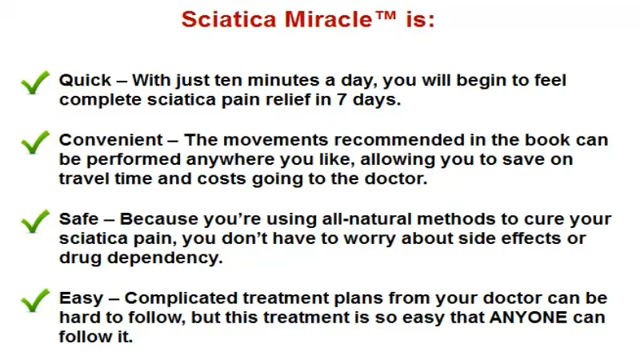 Sciatica Miracle™ is:
Quick – With just ten minutes a day, you will begin to feel
complete sciatica pain relief in 7 days.
Convenient – The movements recommended in the book can
be performed anywhere you like, allowing you to save on
travel time and costs going to the doctor.
Safe – Because you’re using all-natural methods to cure your
sciatica pain, you don’t have to worry about side effects or
drug dependency.
Easy – Complicated treatment plans from your doctor can be
hard to follow, but this treatment is so easy that ANYONE can
follow it.